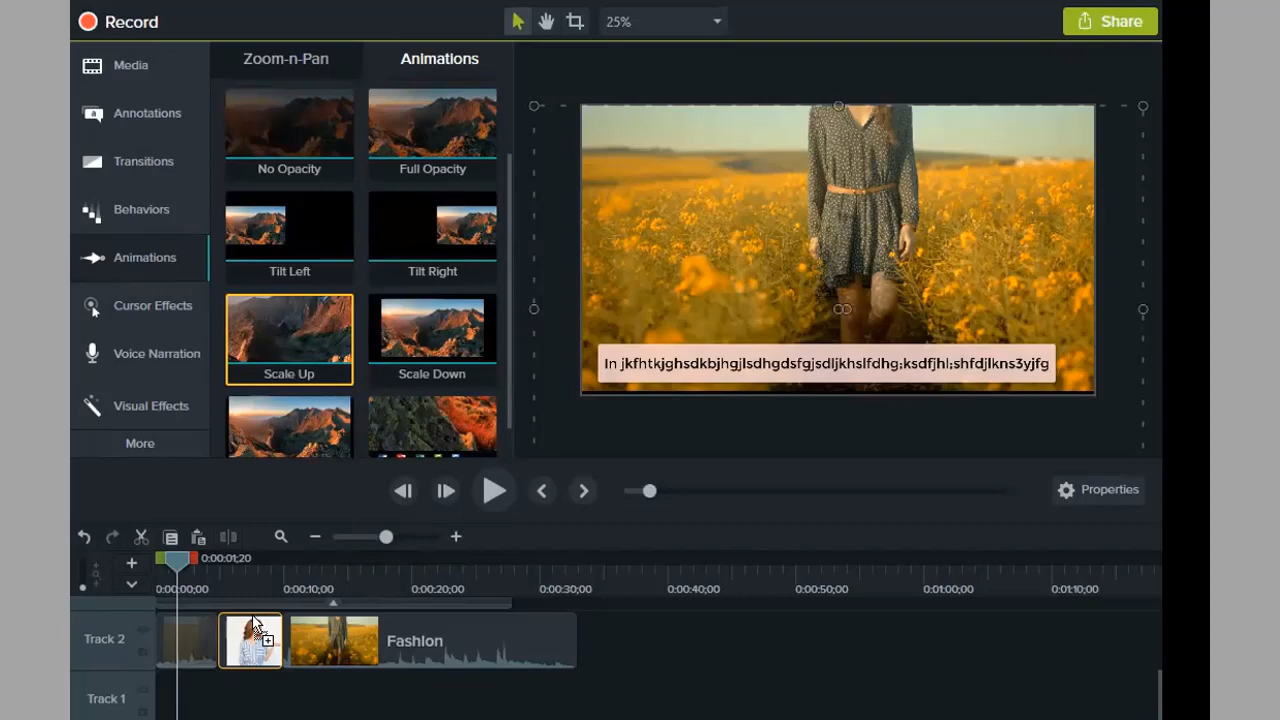 Record
25%
Share
Media
Annotations
Transitions
Behaviors
Animations
Cursor Effects
Voice Narration
Visual Effects
More
Zoom-n-Pan
Animations
No Opacity
Full Opacity
Tilt Left
Tilt Right
Scale Up
Scale Down
In jkfhtkjghsdkbjhgjlsdhgdsfgjsdljkhslfdhg;ksdfjhl;shfdjlkns3yjfg
Properties
0:00:01;20
0:00:00;00
0:00:10;00
0:00:20;00
0:00:30;00
0:00:40;00
0:00:50;00
0:01:00;00
0:01:10;00
Track 2
Fashion
Track 1